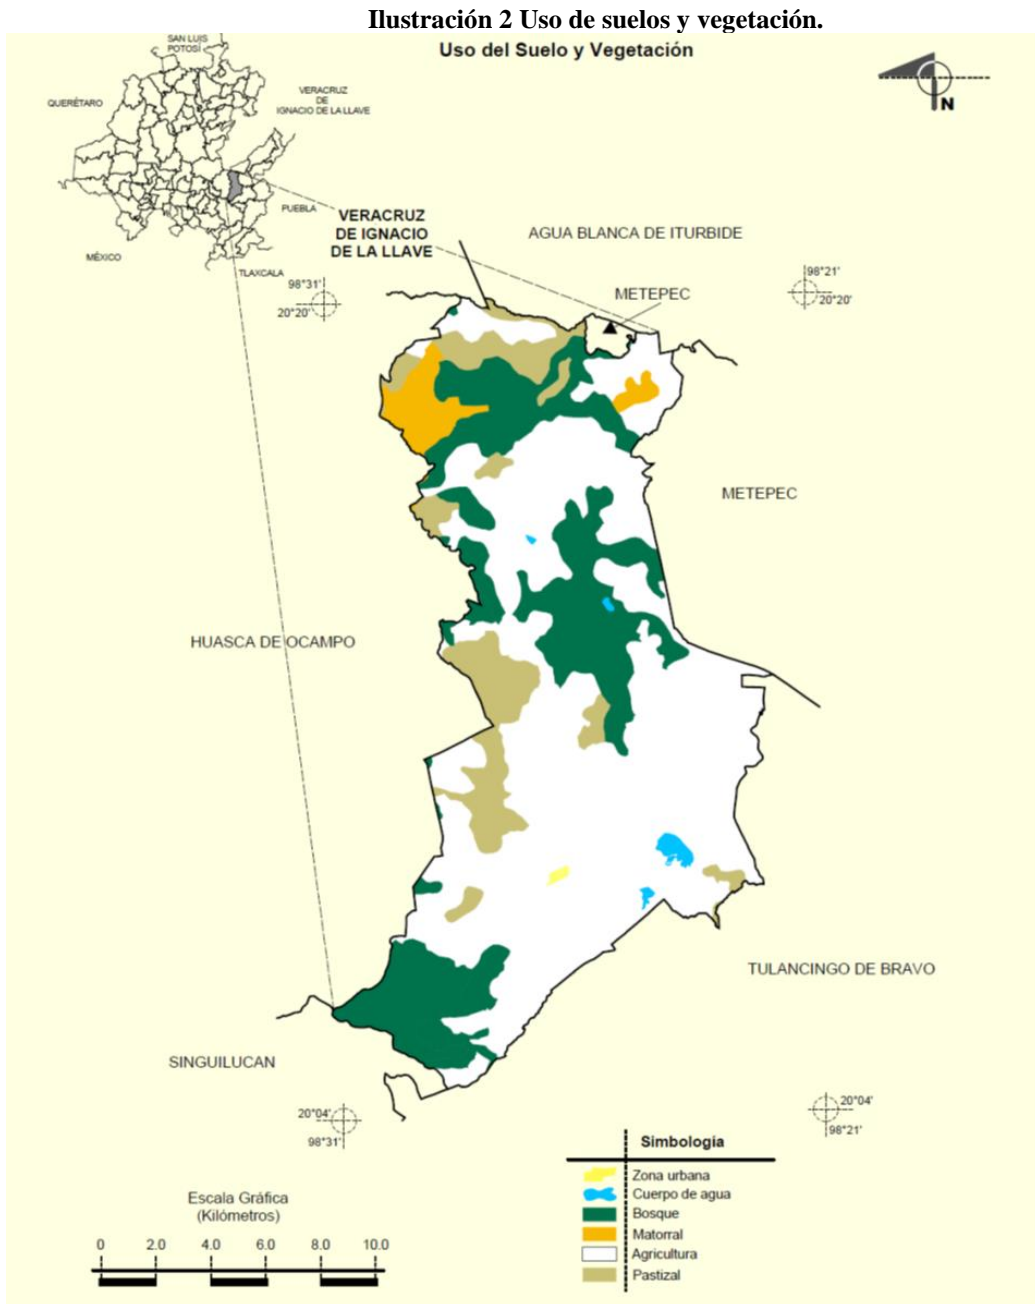 Ilustración 2 Uso de suelos y vegetación.
Uso del Suelo y Vegetación
SAN LUIS
POTOSÍ
QUERÉTARO
VERACRUZ
DE
IGNACIO DE LA LLAVE
PUEBLA
MÉXICO
TLAXCALA
N
VERACRUZ
DE IGNACIO
DE LA LLAVE
AGUA BLANCA DE ITURBIDE
METEPEC
98°31'
20°20'
98°21'
20°20'
METEPEC
HUASCA DE OCAMPO
TULANCINGO DE BRAVO
SINGUILUCAN
20°04'
98°31'
20°04'
98°21'
Simbología
Zona urbana
Cuerpo de agua
Bosque
Matorral
Agricultura
Pastizal
Escala Gráfica
(Kilómetros)
0 2.0 4.0 6.0 8.0 10.0